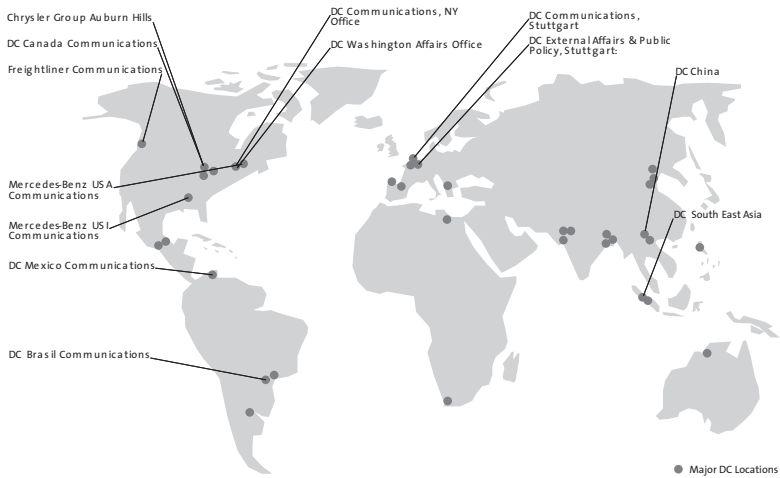 Chrysler Group Auburn Hills
DC Canada Communications
Freightliner Communications
DC Communications, NY
Office
DC Washington Affairs Office
DC Communications,
Stuttgart
DC External Affairs & Public
Policy, Stuttgart:
DC China
Mercedes-Benz USA
Communications
Mercedes-Benz USI
Communications
DC South East Asia
DC Mexico Communications
DC Brasil Communications
Major DC Locations